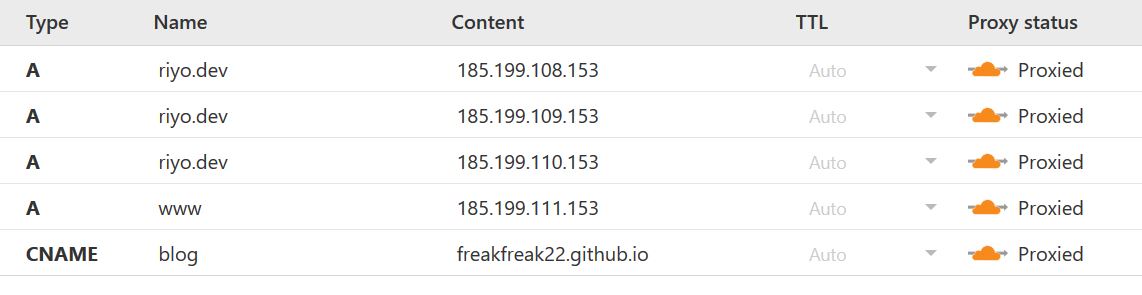 Type Name Content TTL Proxy status
A riyo.dev 185.199.108.153 Auto Proxied
A riyo.dev 185.199.109.153 Auto Proxied
A riyo.dev 185.199.110.153 Auto Proxied
A www 185.199.111.153 Auto Proxied
CNAME blog freakfreak22.github.io Auto Proxied